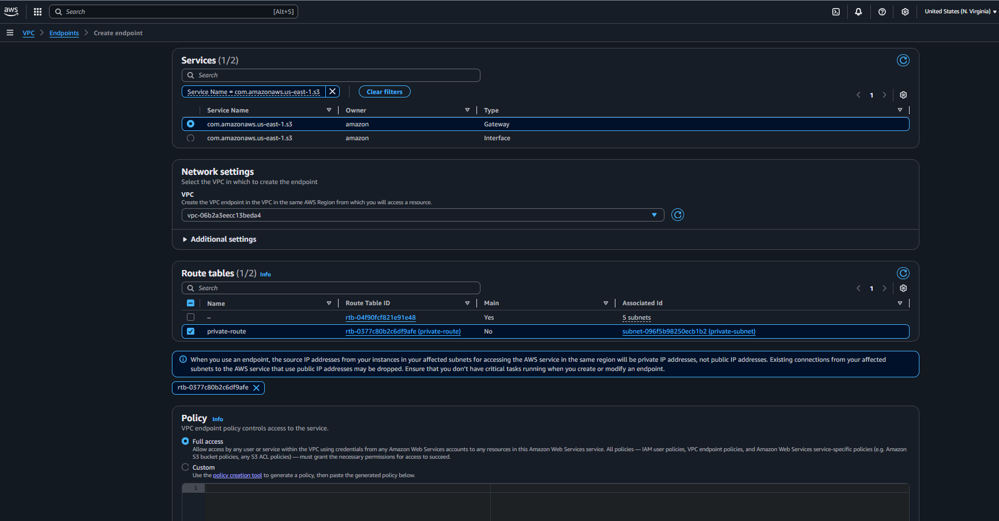 aws
Search [Alt+S]
United States (N. Virginia)
VPC > Endpoints > Create endpoint
Services (1/2)
Search
Service Name = com.amazonaws.us-east-1.s3
Clear filters
1
Service Name Owner Type
com.amazonaws.us-east-1.s3 amazon Gateway
com.amazonaws.us-east-1.s3 amazon Interface
Network settings
Select the VPC in which to create the endpoint
VPC
Create the VPC endpoint in the VPC in the same AWS Region from which you will access a resource.
vpc-06b2a3eecc13beda4
Additional settings
Route tables (1/2) Info
Search
1
Name Route Table ID Main Associated Id
– rtb-04f90fcf821e91e48 Yes 5 subnets
private-route rtb-0377c80b2c6df9afe (private-route) No subnet-096f5b98250ecb1b2 (private-subnet)
When you use an endpoint, the source IP addresses from your instances in your affected subnets for accessing the AWS service in the same region will be private IP addresses, not public IP addresses. Existing connections from your affected
subnets to the AWS service that use public IP addresses may be dropped. Ensure that you don't have critical tasks running when you create or modify an endpoint.
rtb-0377c80b2c6df9afe
Policy Info
VPC endpoint policy controls access to the service.
Full access
Allow access by any user or service within the VPC using credentials from any Amazon Web Services accounts to any resources in this Amazon Web Services service. All policies — IAM user policies, VPC endpoint policies, and Amazon Web Services service-specific policies (e.g. Amazon
S3 bucket policies, any S3 ACL policies) — must grant the necessary permissions for access to succeed.
Custom
Use the policy creation tool to generate a policy, then paste the generated policy below.
1